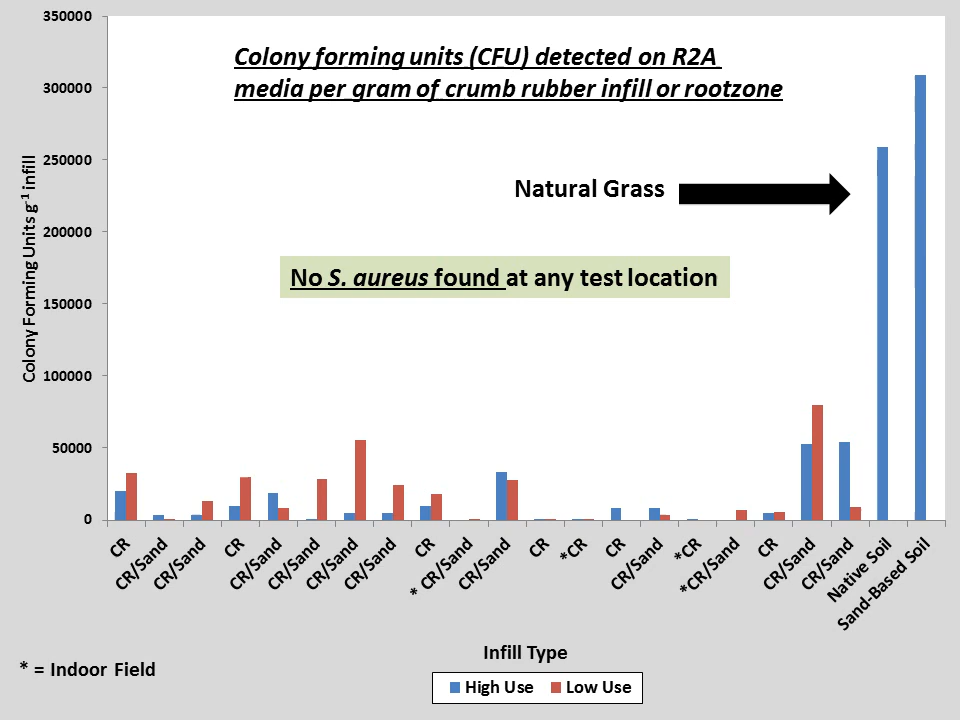 Colony forming units (CFU) detected on R2A
media per gram of crumb rubber infill or rootzone
Natural Grass
No S. aureus found at any test location
Colony Forming Units g-1 infill
350000
300000
250000
200000
150000
100000
50000
0
CR
CR/Sand
CR/Sand
CR
CR/Sand
CR/Sand
CR/Sand
CR/Sand
CR
* CR/Sand
CR/Sand
CR
*CR
CR
CR/Sand
*CR
*CR/Sand
CR
CR/Sand
CR/Sand
Native Soil
Sand-Based Soil
Infill Type
* = Indoor Field
High Use
Low Use